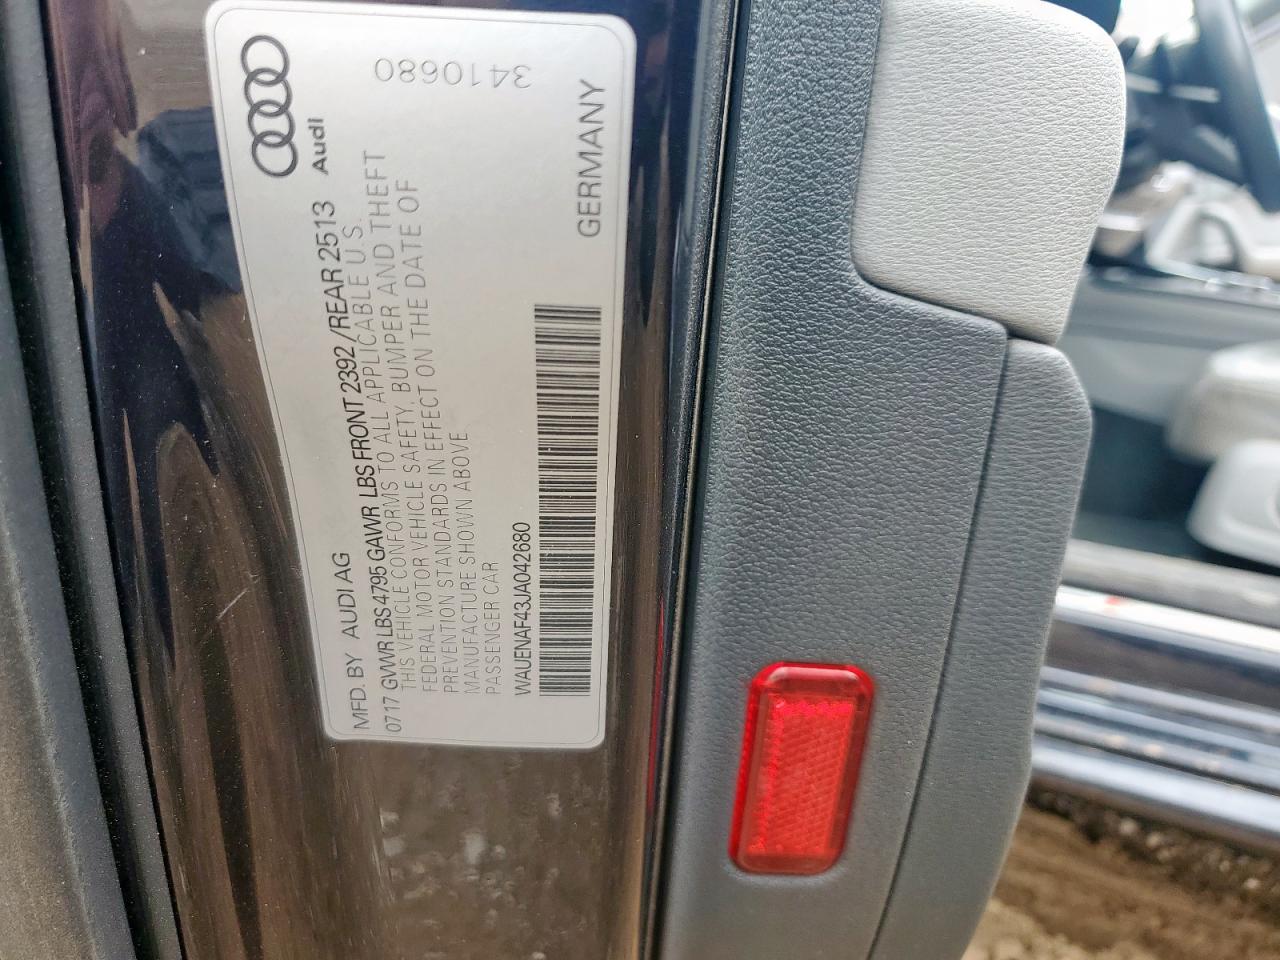 Audi
3410680
MFD. BY AUDI AG
0717 GVWR LBS 4795 GAWR LBS FRONT 2392 /REAR 2513
THIS VEHICLE CONFORMS TO ALL APPLICABLE U.S.
FEDERAL MOTOR VEHICLE SAFETY, BUMPER AND THEFT
PREVENTION STANDARDS IN EFFECT ON THE DATE OF
MANUFACTURE SHOWN ABOVE
PASSENGER CAR
WAUENAF43JA042680
GERMANY